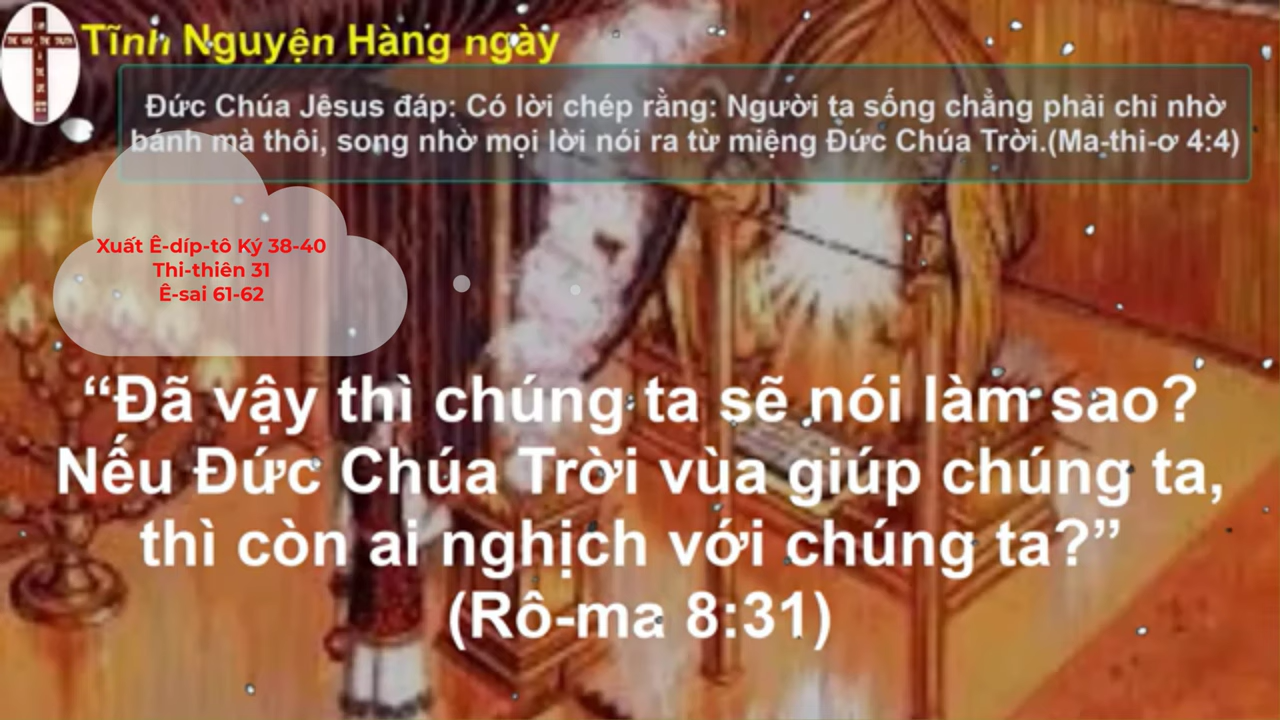 Tĩnh Nguyện Hàng ngày
Đức Chúa Jêsus đáp: Có lời chép rằng: Người ta sống chẳng phải chỉ nhờ
bánh mà thôi, song nhờ mọi lời nói ra từ miệng Đức Chúa Trời.(Ma-thi-ơ 4:4)
Xuất Ê-díp-tô Ký 38-40
Thi-thiên 31
Ê-sai 61-62
“Đã vậy thì chúng ta sẽ nói làm sao?
Nếu Đức Chúa Trời vùa giúp chúng ta,
thì còn ai nghịch với chúng ta?”
(Rô-ma 8:31)